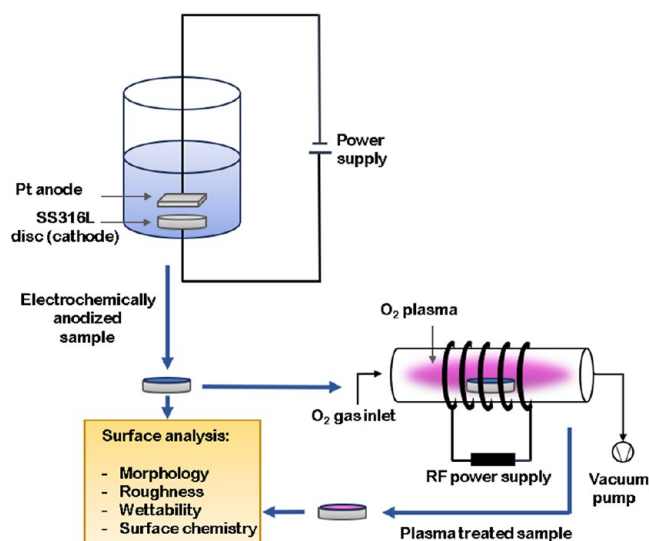 Power
supply
Pt anode
SS316L
disc (cathode)
Electrochemically
anodized
sample
O₂ plasma
O₂ gas inlet
RF power supply
Vacuum
pump
Surface analysis:
- Morphology
- Roughness
- Wettability
- Surface chemistry
Plasma treated sample